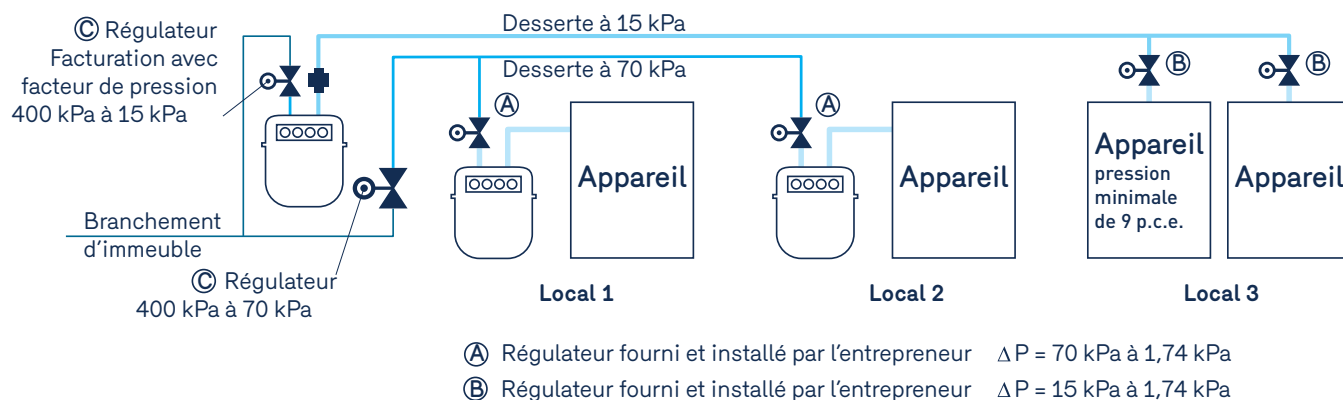 Ⓒ Régulateur
Facturation avec
facteur de pression
400 kPa à 15 kPa
Desserte à 15 kPa
Desserte à 70 kPa
Ⓐ
Ⓐ
Ⓑ
Ⓑ
Appareil
Appareil
Appareil
pression
minimale
de 9 p.c.e.
Appareil
Branchement
d'immeuble
Ⓒ Régulateur
400 kPa à 70 kPa
Local 1
Local 2
Local 3
Ⓐ Régulateur fourni et installé par l'entrepreneur ΔP = 70 kPa à 1,74 kPa
Ⓑ Régulateur fourni et installé par l'entrepreneur ΔP = 15 kPa à 1,74 kPa